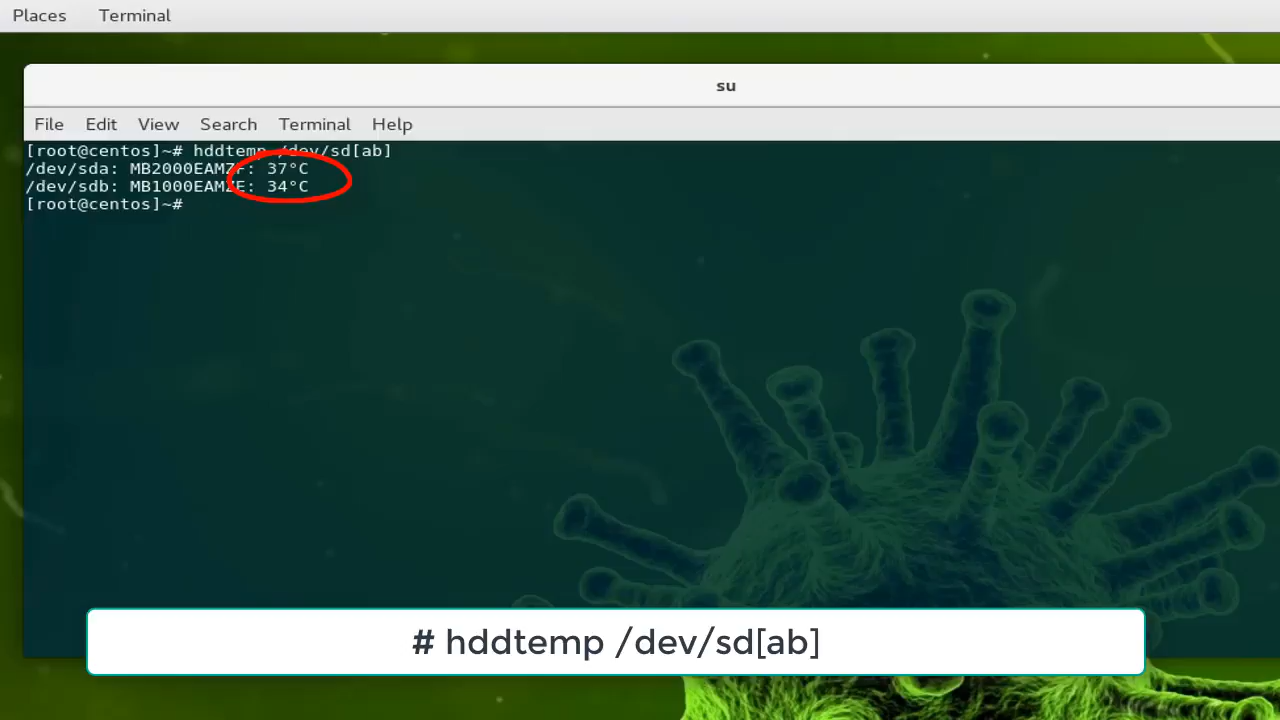 Places Terminal
su
File Edit View Search Terminal Help
[root@centos]~# hddtemp /dev/sd[ab]
/dev/sda: MB2000EAMZF: 37°C
/dev/sdb: MB1000EAMZE: 34°C
[root@centos]~#
# hddtemp /dev/sd[ab]